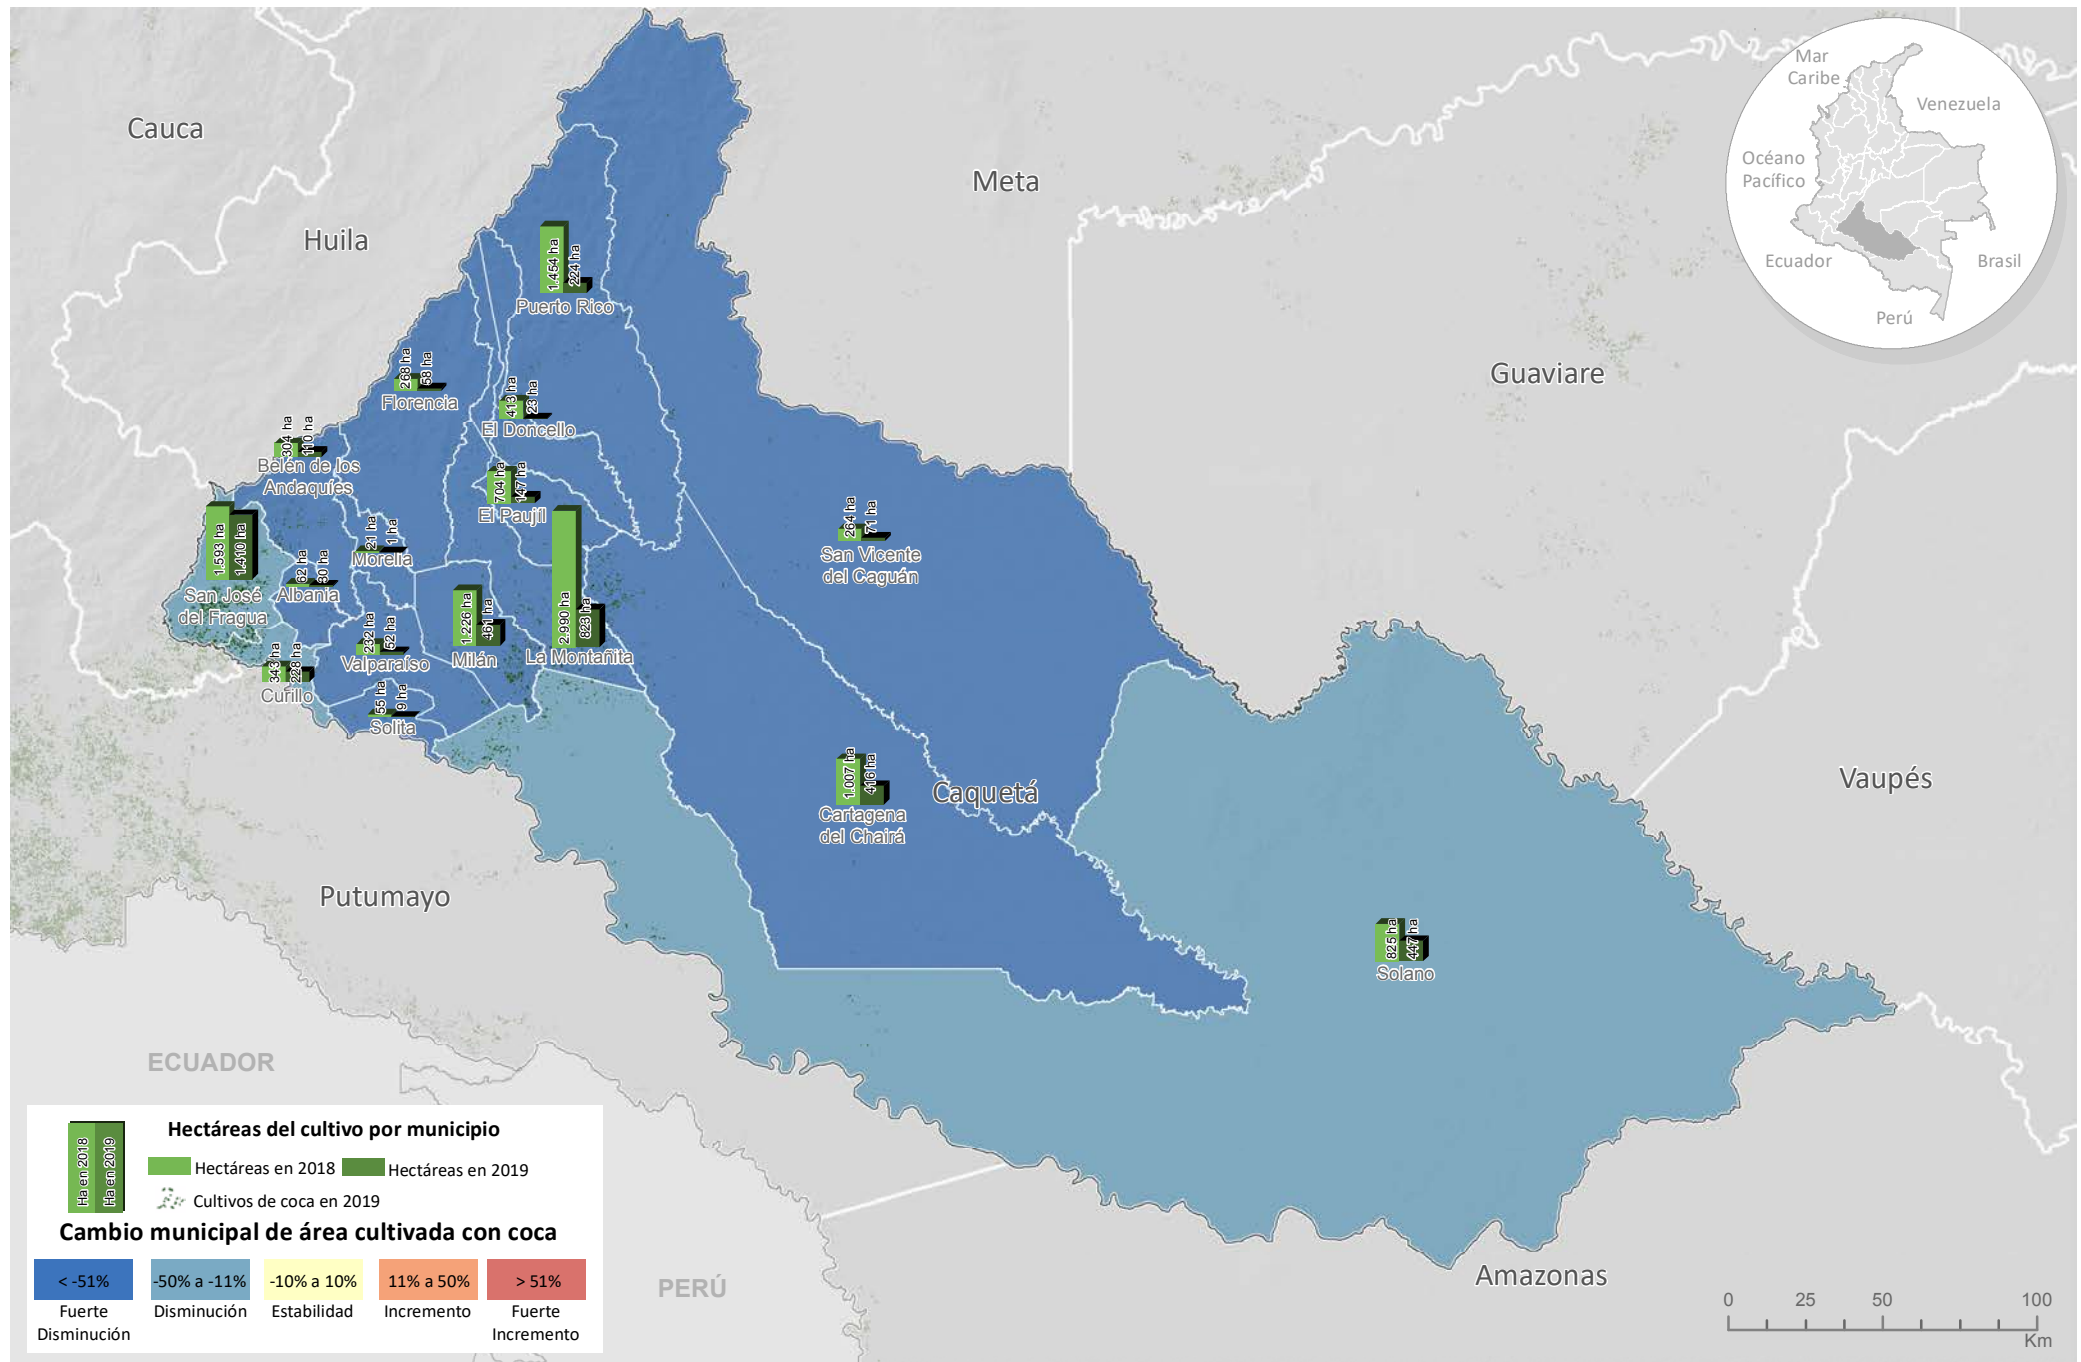 Cauca
Huila
Meta
Guaviare
Vaupés
Amazonas
Putumayo
Caquetá
ECUADOR
PERÚ
Mar
Caribe
Venezuela
Océano
Pacífico
Ecuador
Brasil
Perú
1.454 ha
224 ha
Puerto Rico
268 ha
58 ha
Florencia
413 ha
23 ha
El Doncello
304 ha
110 ha
Belén de los
Andaquíes
704 ha
147 ha
El Paujíl
1.593 ha
1.410 ha
San José
del Fragua
21 ha
1 ha
Morelia
62 ha
30 ha
Albania
264 ha
71 ha
San Vicente
del Caguán
1.226 ha
461 ha
Milán
2.990 ha
823 ha
La Montañita
232 ha
52 ha
Valparaíso
343 ha
228 ha
Curillo
55 ha
9 ha
Solita
1.007 ha
416 ha
Cartagena
del Chairá
825 ha
447 ha
Solano
Hectáreas del cultivo por municipio
Ha en 2018
Ha en 2019
Hectáreas en 2018
Hectáreas en 2019
Cultivos de coca en 2019
Cambio municipal de área cultivada con coca
< -51%
-50% a -11%
-10% a 10%
11% a 50%
> 51%
Fuerte
Disminución
Disminución
Estabilidad
Incremento
Fuerte
Incremento
0 25 50 100
Km